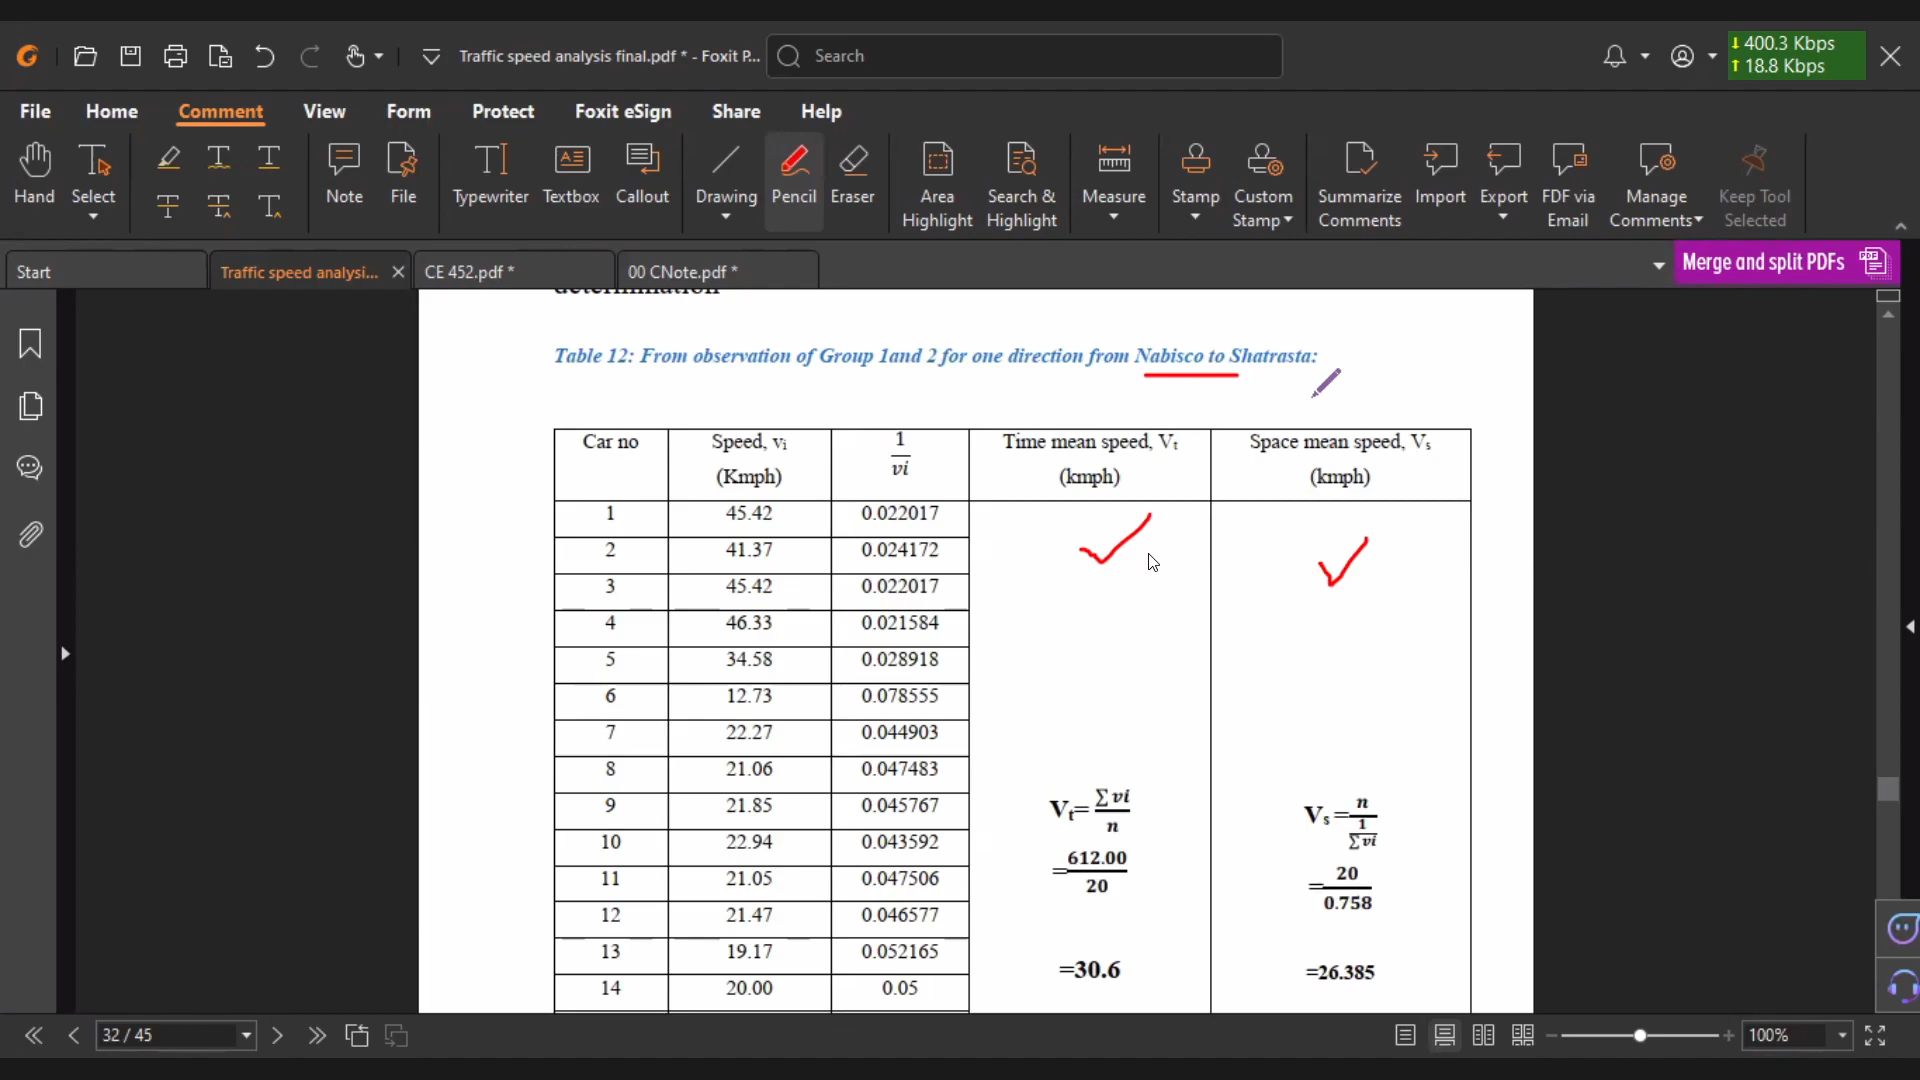 Traffic speed analysis final.pdf * - Foxit P...
Search
400.3 Kbps
18.8 Kbps
File Home Comment View Form Protect Foxit eSign Share Help
Hand Select Note File Typewriter Textbox Callout Drawing Pencil Eraser Area Highlight Search & Highlight Measure Stamp Custom Stamp Summarize Comments Import Export FDF via Email Manage Comments Keep Tool Selected
Start Traffic speed analysi... CE 452.pdf * 00 CNote.pdf * Merge and split PDFs
determination
Table 12: From observation of Group 1and 2 for one direction from Nabisco to Shatrasta:
Car no Speed, vi (Kmph) 1/vi Time mean speed, Vt (kmph) Space mean speed, Vs (kmph)
1 45.42 0.022017
2 41.37 0.024172
3 45.42 0.022017
4 46.33 0.021584
5 34.58 0.028918
6 12.73 0.078555
7 22.27 0.044903
8 21.06 0.047483
9 21.85 0.045767
10 22.94 0.043592
11 21.05 0.047506
12 21.47 0.046577
13 19.17 0.052165
14 20.00 0.05
Vt= ∑vi/n
=612.00/20
=30.6
Vs = n/(1/∑vi)
=20/0.758
=26.385
32 / 45
100%